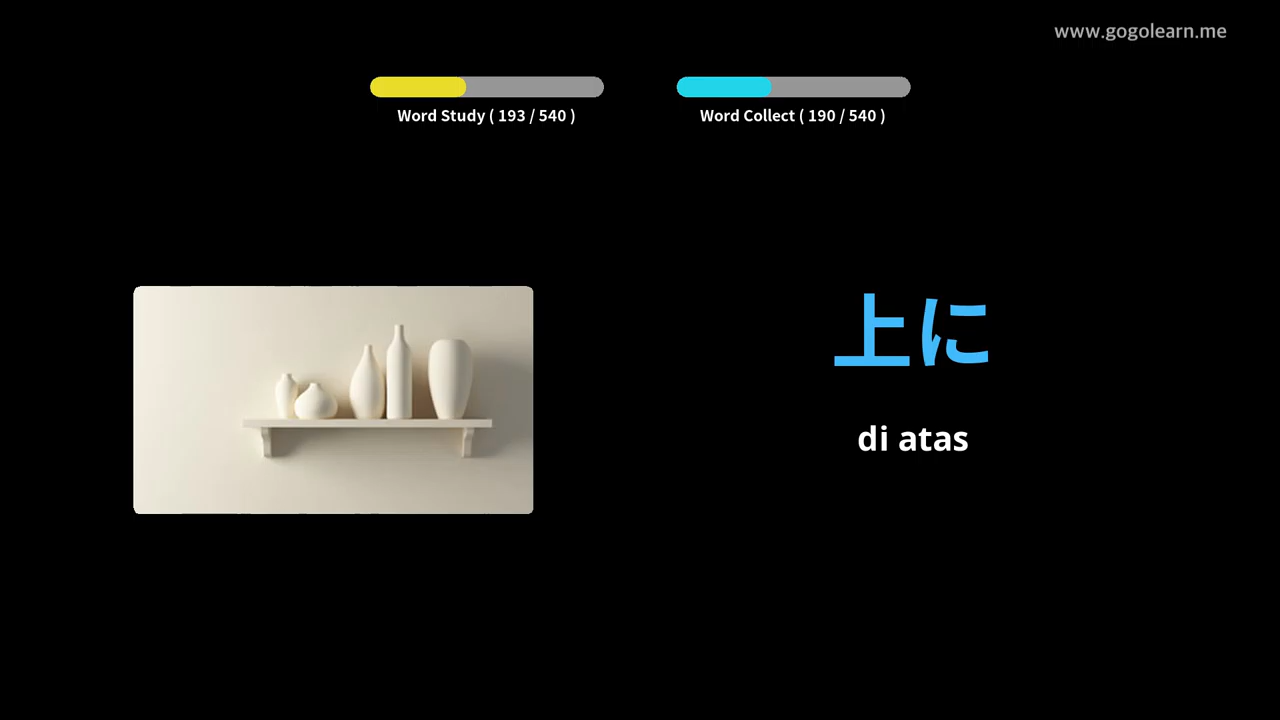 www.gogolearn.me
Word Study ( 193 / 540 )
Word Collect ( 190 / 540 )
上に
di atas